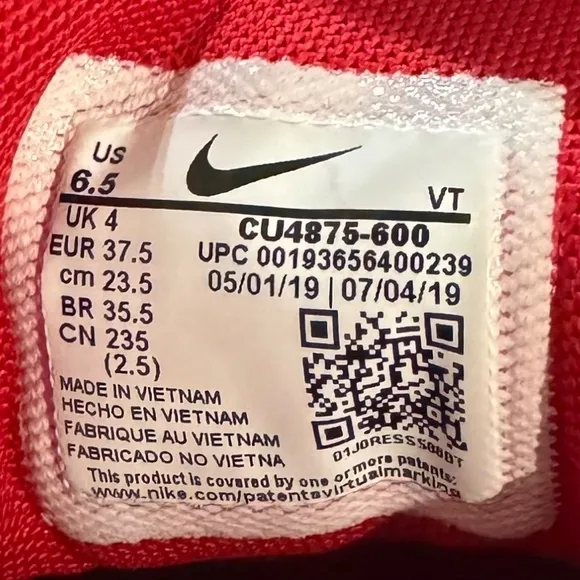 US
6.5
VT
UK 4
EUR 37.5
cm 23.5
BR 35.5
CN 235
(2.5)
CU4875-600
UPC 00193656400239
05/01/19 | 07/04/19
MADE IN VIETNAM
HECHO EN VIETNAM
FABRIQUE AU VIETNAM
FABRICADO NO VIETNA
This product is covered by one or more patents:
www.nike.com/patentsvirtualmarking